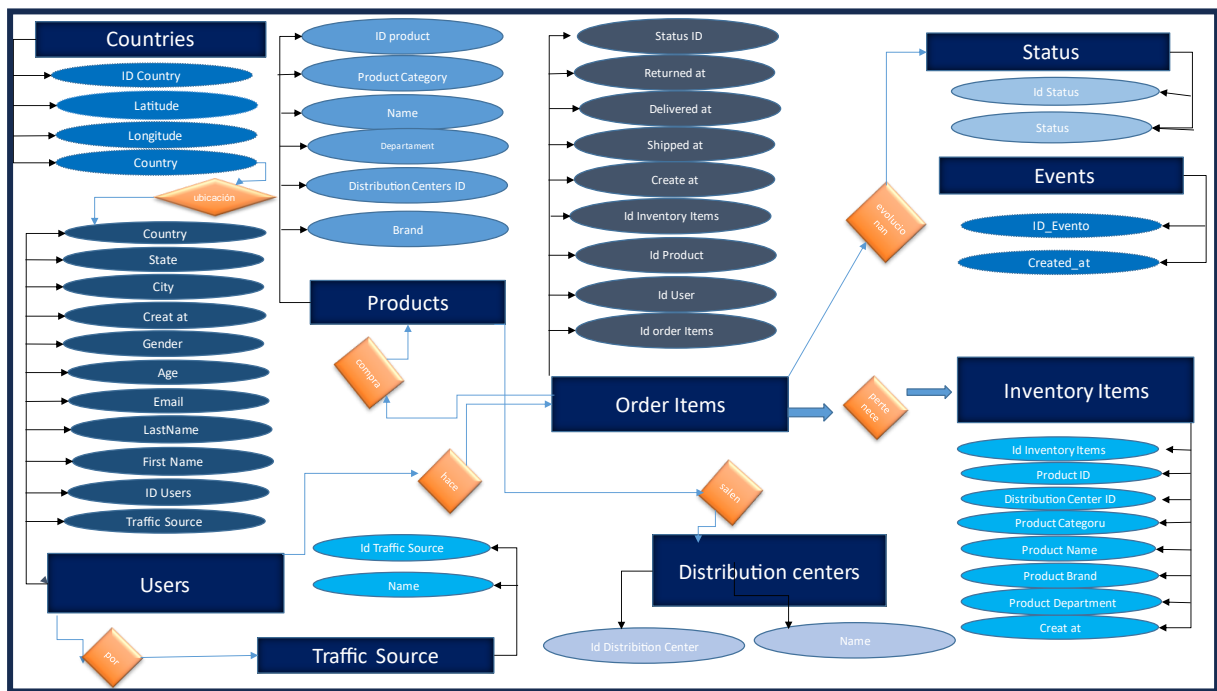 Countries
ID Country
Latitude
Longitude
Country
ubicación
Country
State
City
Creat at
Gender
Age
Email
LastName
First Name
ID Users
Traffic Source
Users
por
Traffic Source
Id Traffic Source
Name
ID product
Product Category
Name
Departament
Distribution Centers ID
Brand
Products
compra
hace
Status ID
Returned at
Delivered at
Shipped at
Create at
Id Inventory Items
Id Product
Id User
Id order Items
Order Items
salen
Distribution centers
Id Distribition Center
Name
evolucio
nan
perte
nece
Status
Id Status
Status
Events
ID_Evento
Created_at
Inventory Items
Id Inventory Items
Product ID
Distribution Center ID
Product Categoru
Product Name
Product Brand
Product Department
Creat at